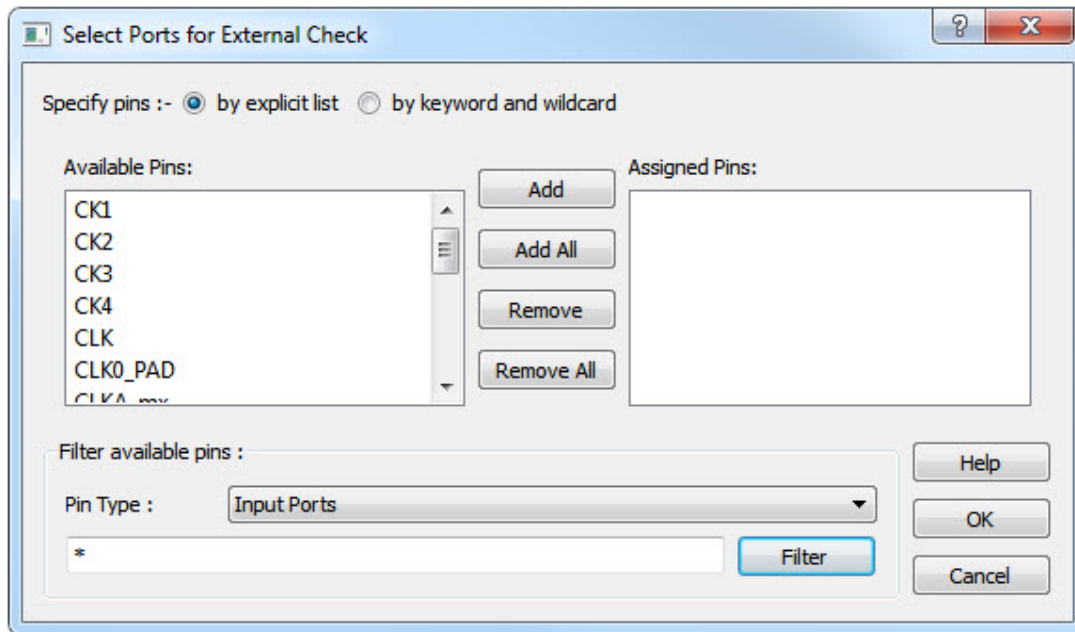 Select Ports for External Check
Specify pins :- by explicit list by keyword and wildcard
Available Pins:
Assigned Pins:
CK1
CK2
CK3
CK4
CLK
CLK0_PAD
CLKA_mx
Add
Add All
Remove
Remove All
Filter available pins :
Pin Type : Input Ports
*
Filter
Help
OK
Cancel